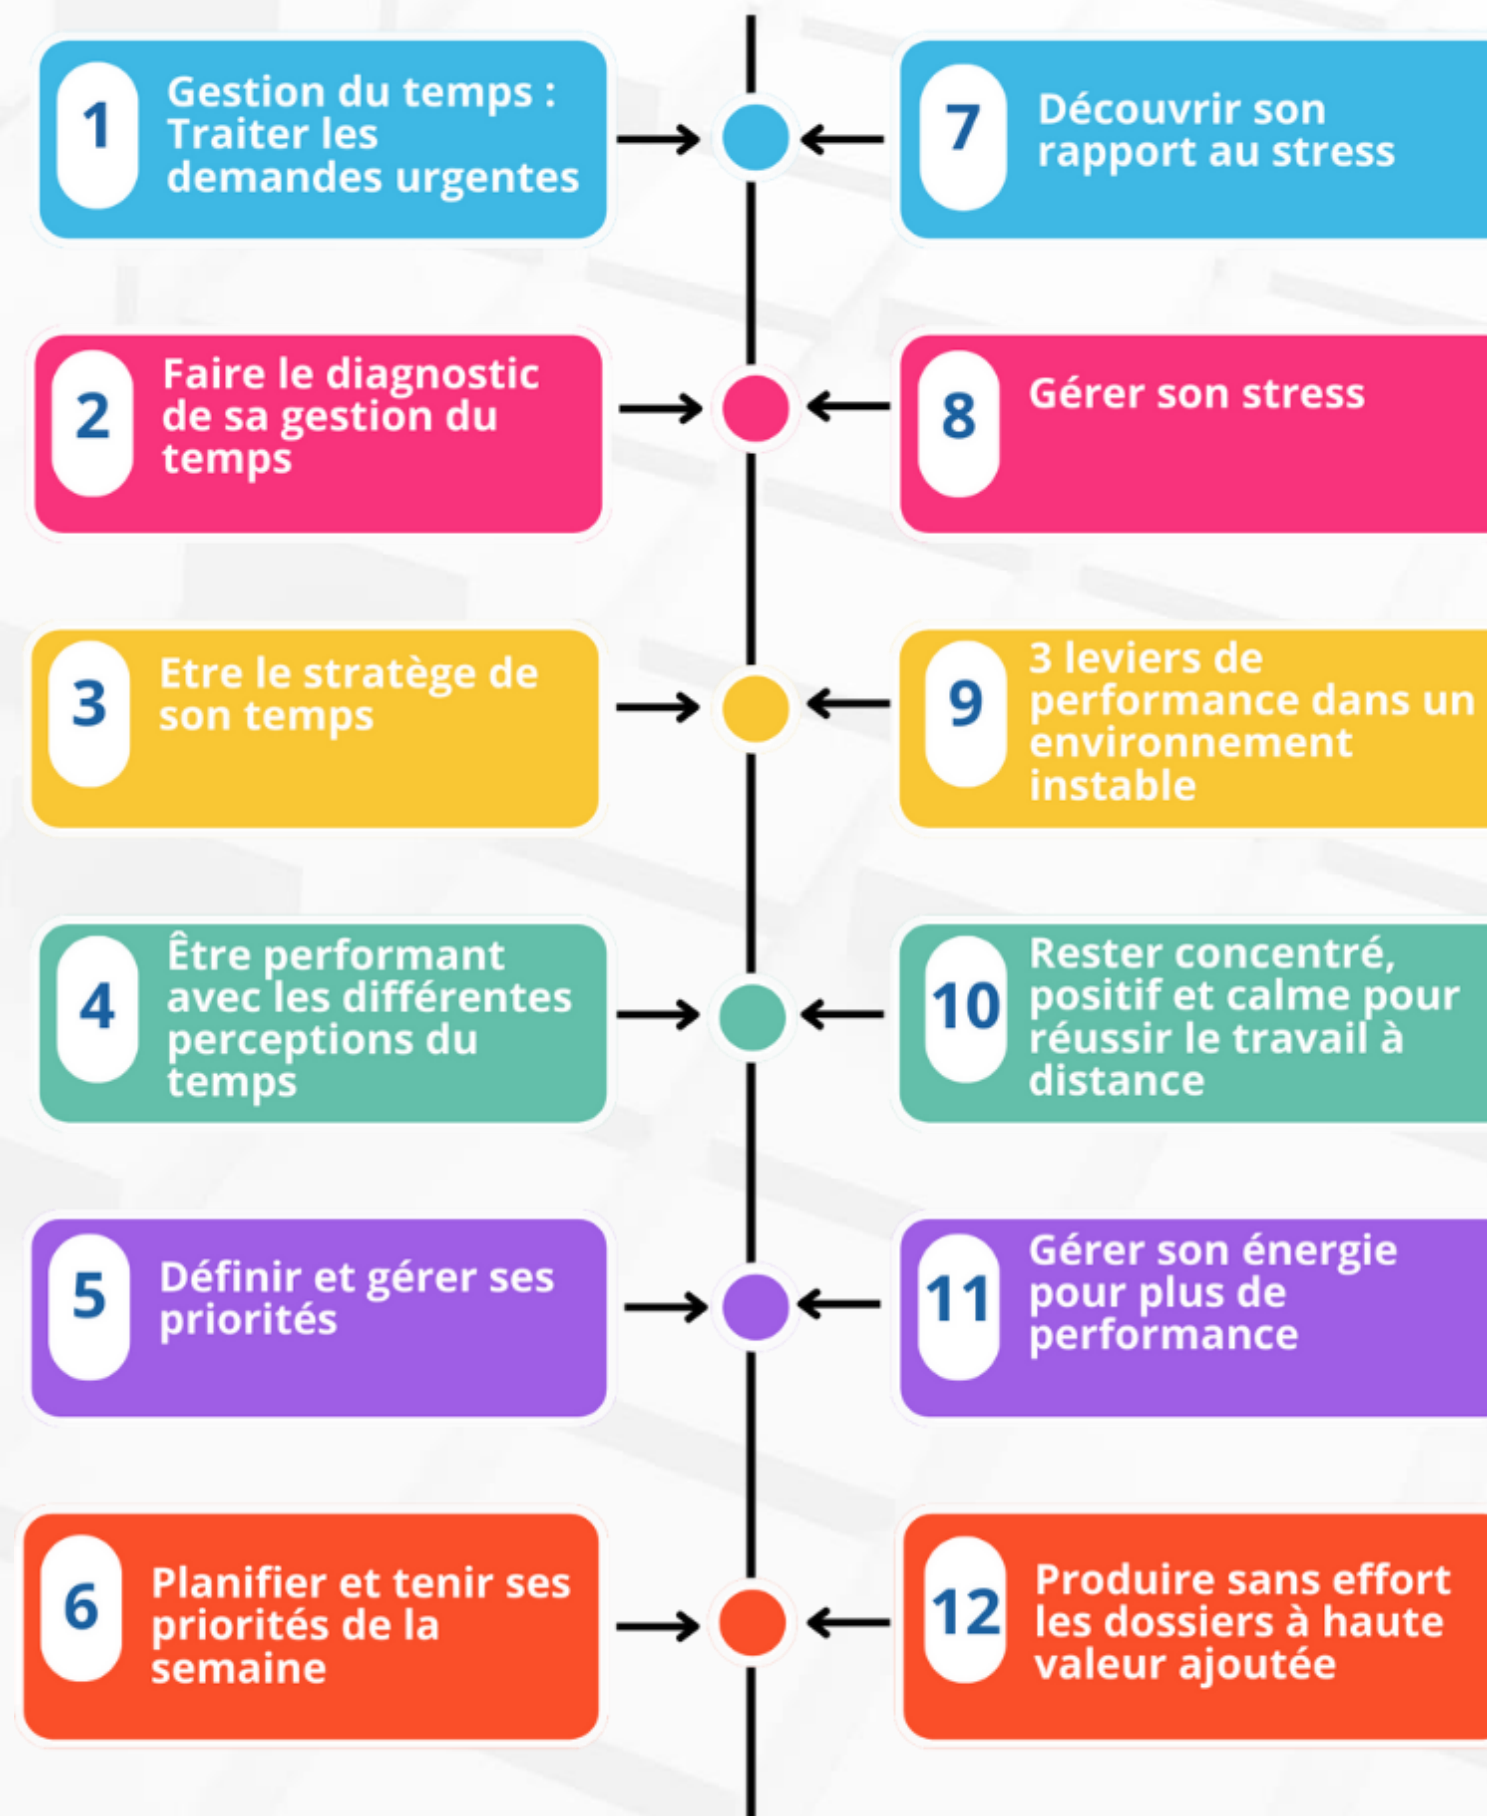 1
Gestion du temps :
Traiter les
demandes urgentes
2
Faire le diagnostic
de sa gestion du
temps
3
Etre le stratège de
son temps
4
Être performant
avec les différentes
perceptions du
temps
5
Définir et gérer ses
priorités
6
Planifier et tenir ses
priorités de la
semaine
7
Découvrir son
rapport au stress
8
Gérer son stress
9
3 leviers de
performance dans un
environnement
instable
10
Rester concentré,
positif et calme pour
réussir le travail à
distance
11
Gérer son énergie
pour plus de
performance
12
Produire sans effort
les dossiers à haute
valeur ajoutée